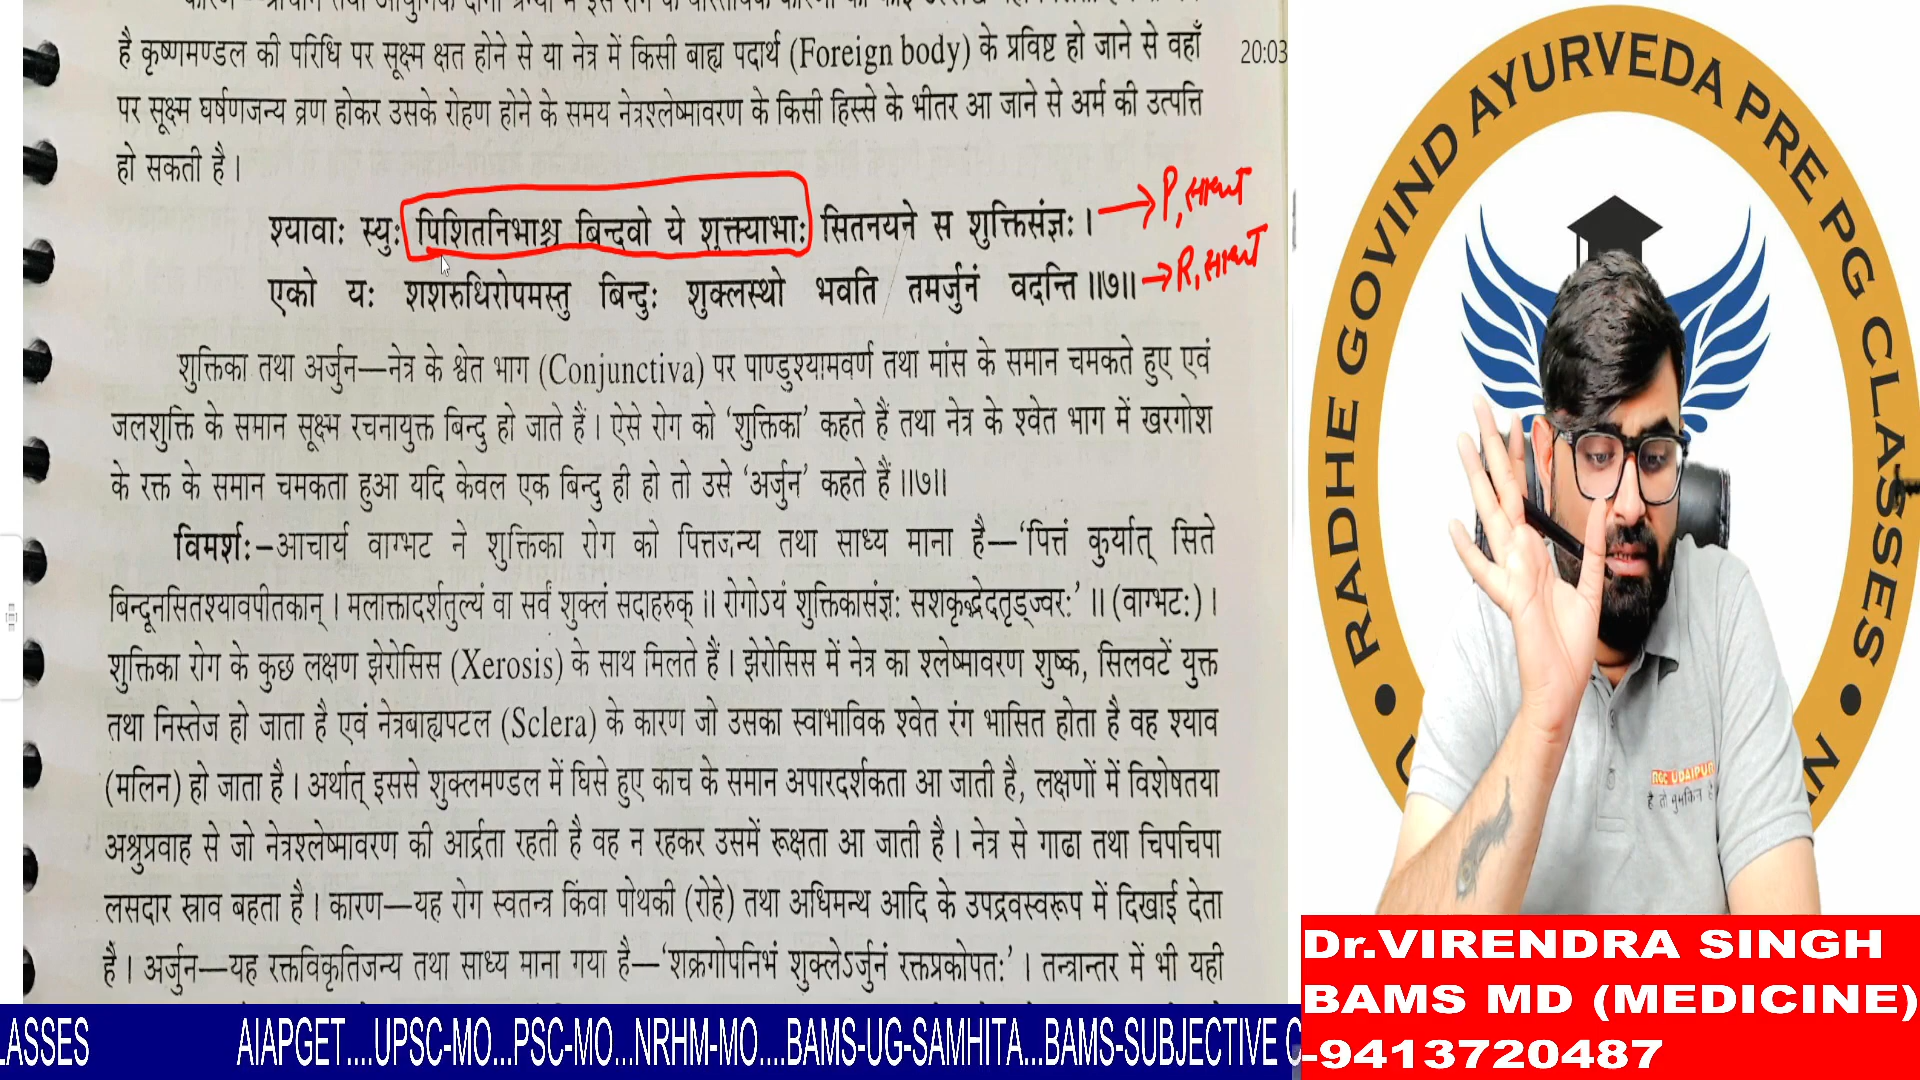 है कृष्णमण्डल की परिधि पर सूक्ष्म क्षत होने से या नेत्र में किसी बाह्य पदार्थ (Foreign body) के प्रविष्ट हो जाने से वहाँ
20:03
पर सूक्ष्म घर्षणजन्य व्रण होकर उसके रोहण होने के समय नेत्रश्लेष्मावरण के किसी हिस्से के भीतर आ जाने से अर्म की उत्पत्ति
हो सकती है ।
श्यावाः स्युः पिशितनिभाश्च बिन्दवो ये शुक्त्याभाः सितनयने स शुक्तिसंज्ञः । → P, साध्य
एको यः शशरुधिरोपमस्तु बिन्दुः शुक्लस्थो भवति तमर्जुनं वदन्ति ॥७॥ → R, साध्य
शुक्तिका तथा अर्जुन—नेत्र के श्वेत भाग (Conjunctiva) पर पाण्डुश्यामवर्ण तथा मांस के समान चमकते हुए एवं
जलशुक्ति के समान सूक्ष्म रचनायुक्त बिन्दु हो जाते हैं । ऐसे रोग को ‘शुक्तिका’ कहते हैं तथा नेत्र के श्वेत भाग में खरगोश
के रक्त के समान चमकता हुआ यदि केवल एक बिन्दु ही हो तो उसे ‘अर्जुन’ कहते हैं ॥७॥
विमर्शः–आचार्य वाग्भट ने शुक्तिका रोग को पित्तजन्य तथा साध्य माना है—‘पित्तं कुर्यात् सिते
बिन्दूनसितश्यावपीतकान् । मलाक्तादर्शतुल्यं वा सर्वं शुक्लं सदाहरुक् ॥ रोगोऽयं शुक्तिकासंज्ञः सशकृद्भेदतृड्ज्वरः’ ॥ (वाग्भटः) ।
शुक्तिका रोग के कुछ लक्षण झेरोसिस (Xerosis) के साथ मिलते हैं । झेरोसिस में नेत्र का श्लेष्मावरण शुष्क, सिलवटें युक्त
तथा निस्तेज हो जाता है एवं नेत्रबाह्यपटल (Sclera) के कारण जो उसका स्वाभाविक श्वेत रंग भासित होता है वह श्याव
(मलिन) हो जाता है । अर्थात् इससे शुक्लमण्डल में घिसे हुए काच के समान अपारदर्शकता आ जाती है, लक्षणों में विशेषतया
अश्रुप्रवाह से जो नेत्रश्लेष्मावरण की आर्द्रता रहती है वह न रहकर उसमें रूक्षता आ जाती है । नेत्र से गाढा तथा चिपचिपा
लसदार स्राव बहता है । कारण—यह रोग स्वतन्त्र किंवा पोथकी (रोहे) तथा अधिमन्थ आदि के उपद्रवस्वरूप में दिखाई देता
है । अर्जुन—यह रक्तविकृतिजन्य तथा साध्य माना गया है—‘शक्रगोपनिभं शुक्लेऽर्जुनं रक्तप्रकोपतः’ । तन्त्रान्तर में भी यही
LASSES AIAPGET....UPSC-MO...PSC-MO...NRHM-MO....BAMS-UG-SAMHITA...BAMS-SUBJECTIVE C
RADHE GOVIND AYURVEDA PRE PG CLASSES
RGC UDAIPUR
है तो मुमकिन है
Dr.VIRENDRA SINGH
BAMS MD (MEDICINE)
-9413720487